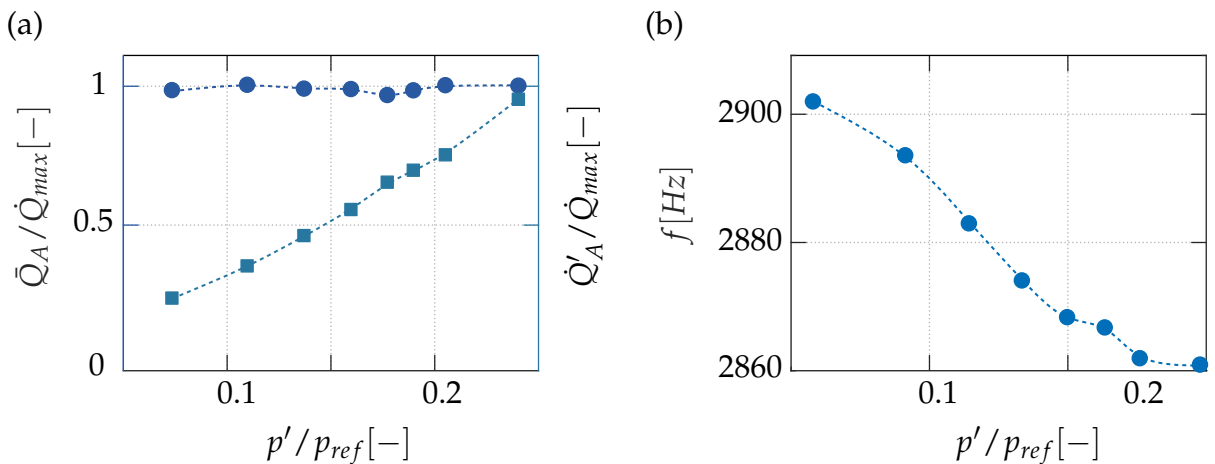 (a)
1
0.5
0
0.1
0.2
p′/p_ref[−]
Q̄_A/Q̇_max[−]
Q̇′_A/Q̇_max[−]
(b)
2900
2880
2860
0.1
0.2
p′/p_ref[−]
f[Hz]